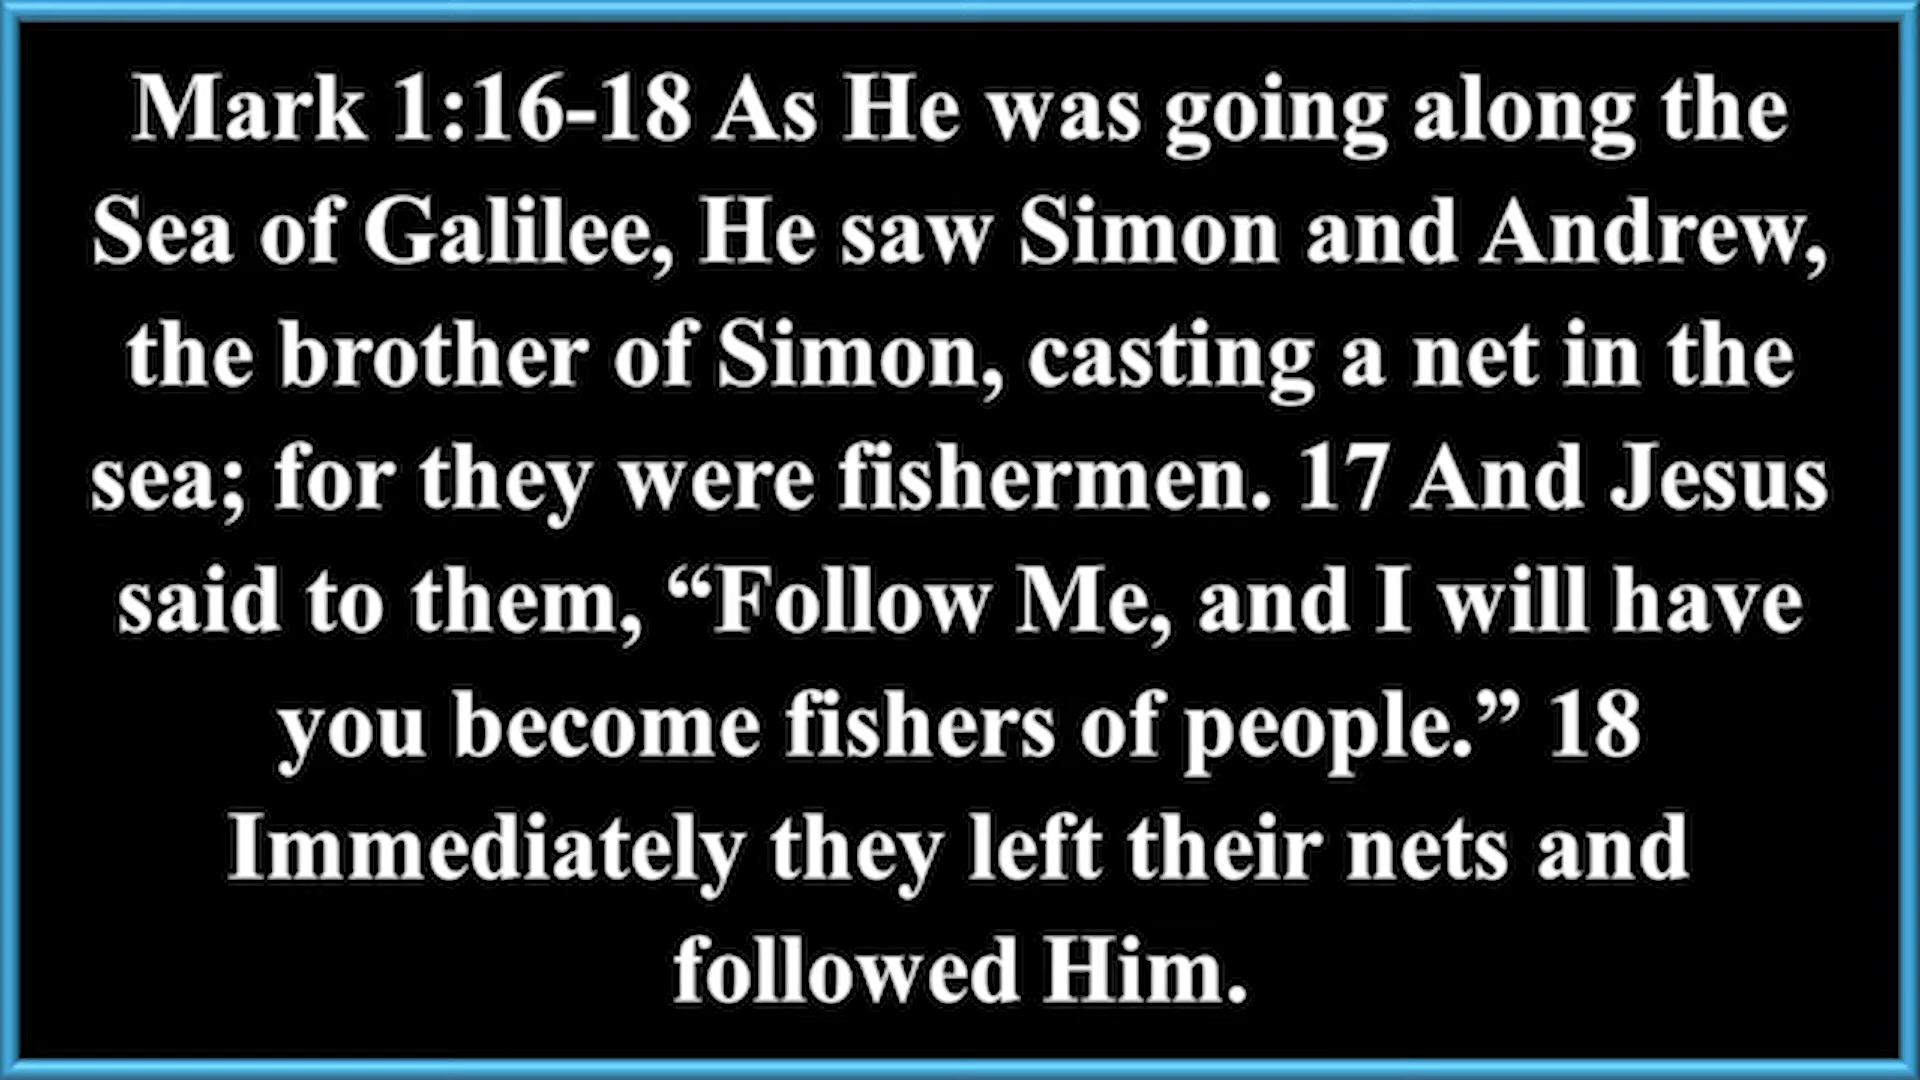 Mark 1:16-18 As He was going along the
Sea of Galilee, He saw Simon and Andrew,
the brother of Simon, casting a net in the
sea; for they were fishermen. 17 And Jesus
said to them, “Follow Me, and I will have
you become fishers of people.” 18
Immediately they left their nets and
followed Him.